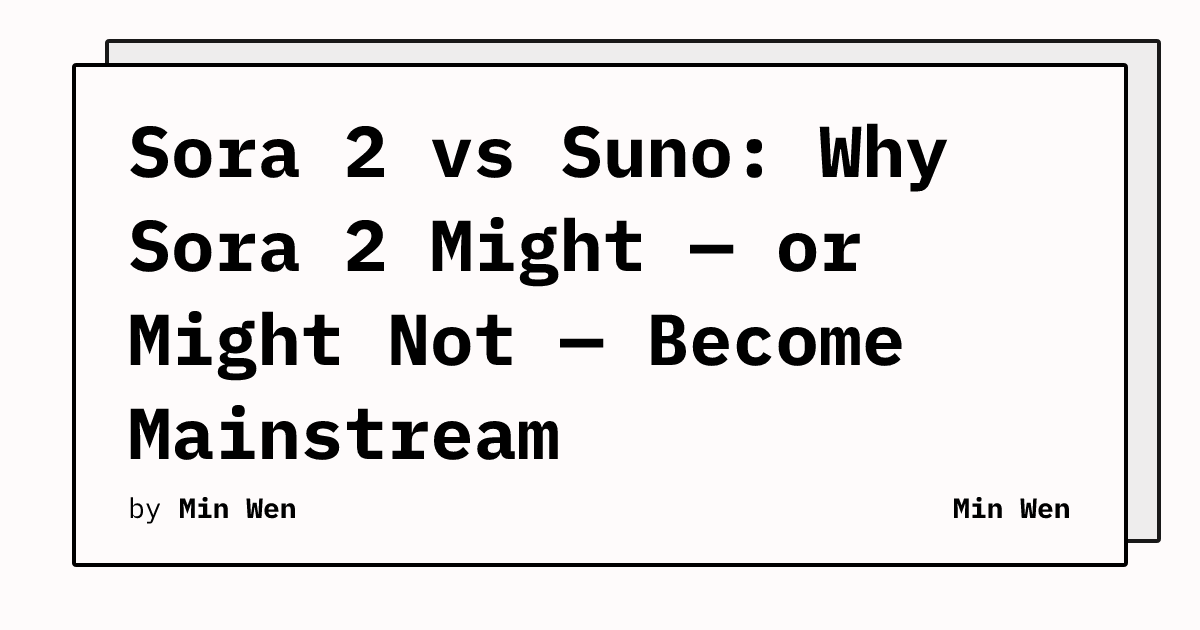 Sora 2 vs Suno: Why
Sora 2 Might — or
Might Not — Become
Mainstream
by Min Wen
Min Wen